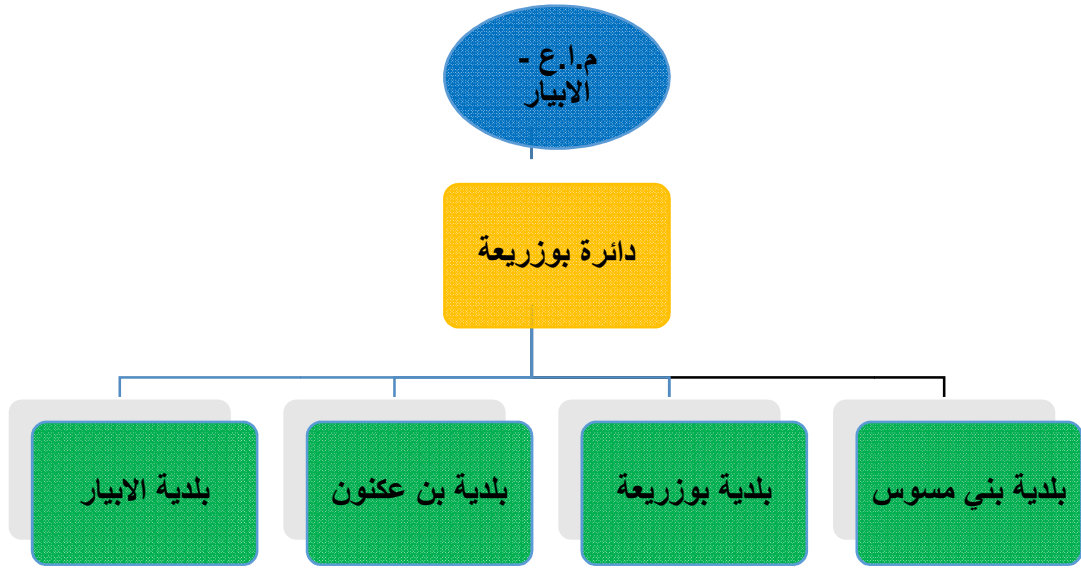 م.ا.ع -
الابيار
دائرة بوزريعة
بلدية بني مسوس
بلدية بوزريعة
بلدية بن عكنون
بلدية الابيار